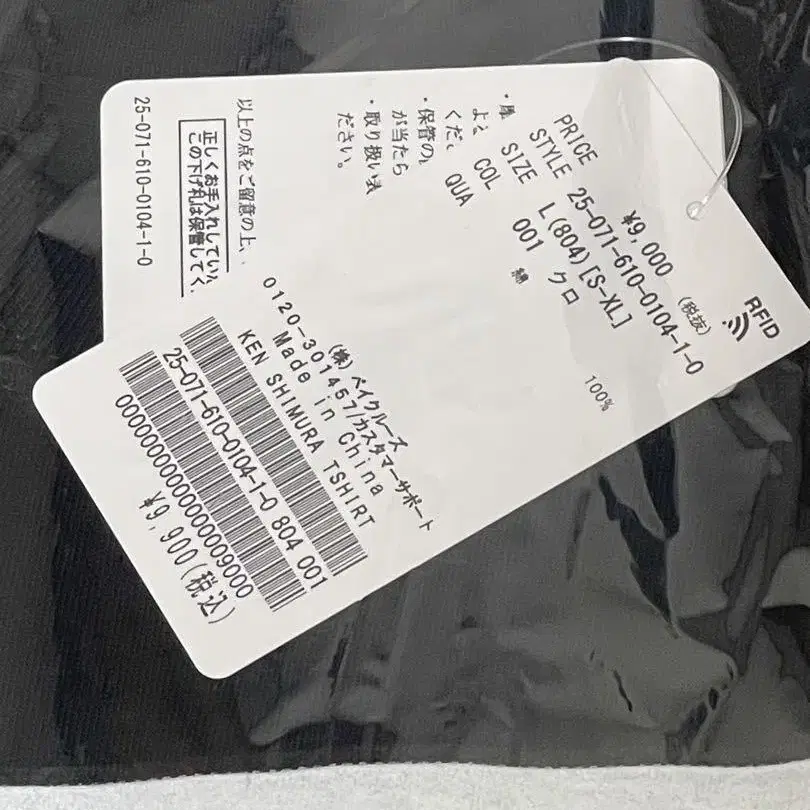 PRICE ¥9,000 (税抜)
STYLE 25-071-610-0104-1-0
SIZE L(804)[S-XL]
COL 001 クロ
QUA 綿 100%
RFID
(株)ベイクルーズ
0120-301457/カスタマーサポート
Made in China
KEN SHIMURA TSHIRT
25-071-610-0104-1-0 804 001
¥9,900(税込)
よ
くだ
・保管の
が当たら
・取り扱い
ださい。
以上の点をご留意の上、
正しくお手入れしてい
この下げ札は保管してく
25-071-610-0104-1-0